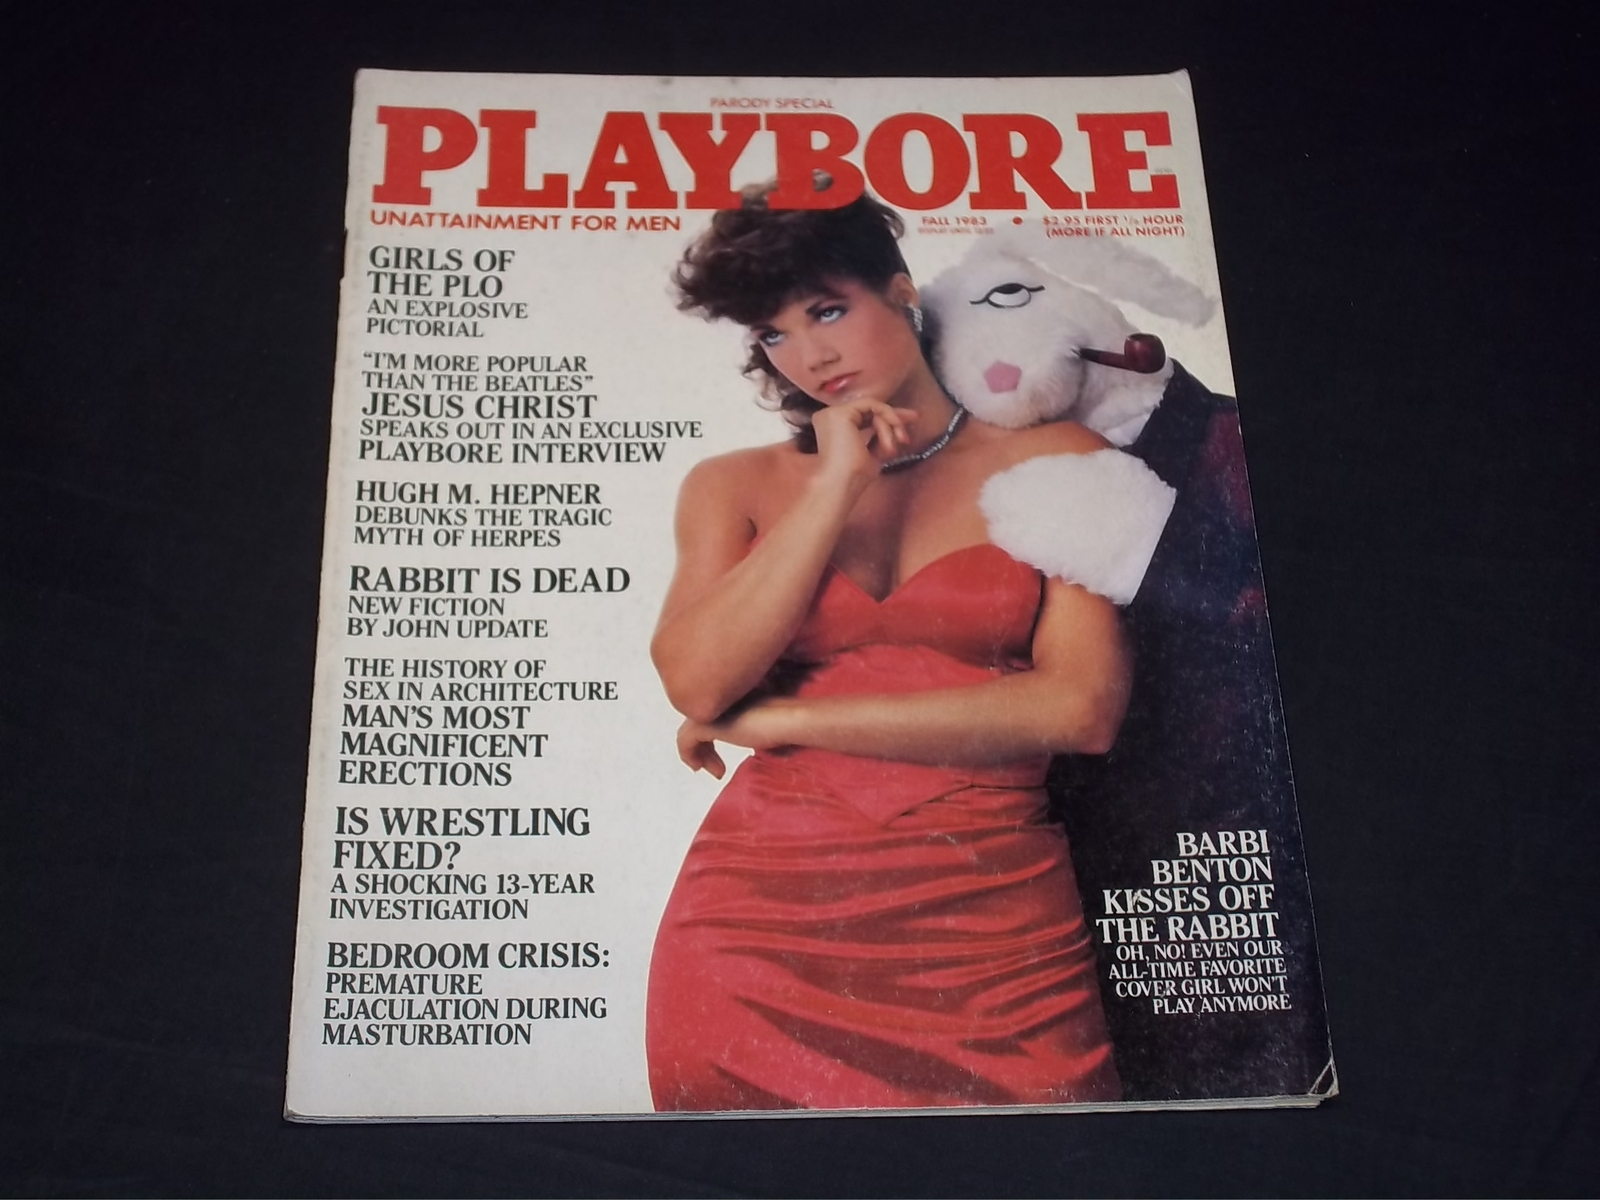 PARODY SPECIAL
PLAYBORE
UNATTAINMENT FOR MEN
FALL 1983 • $2.95 FIRST ½ HOUR
(MORE IF ALL NIGHT)
GIRLS OF
THE PLO
AN EXPLOSIVE
PICTORIAL
"I'M MORE POPULAR
THAN THE BEATLES"
JESUS CHRIST
SPEAKS OUT IN AN EXCLUSIVE
PLAYBORE INTERVIEW
HUGH M. HEPNER
DEBUNKS THE TRAGIC
MYTH OF HERPES
RABBIT IS DEAD
NEW FICTION
BY JOHN UPDATE
THE HISTORY OF
SEX IN ARCHITECTURE
MAN'S MOST
MAGNIFICENT
ERECTIONS
IS WRESTLING
FIXED?
A SHOCKING 13-YEAR
INVESTIGATION
BEDROOM CRISIS:
PREMATURE
EJACULATION DURING
MASTURBATION
BARBI
BENTON
KISSES OFF
THE RABBIT
OH, NO! EVEN OUR
ALL-TIME FAVORITE
COVER GIRL WON'T
PLAY ANYMORE